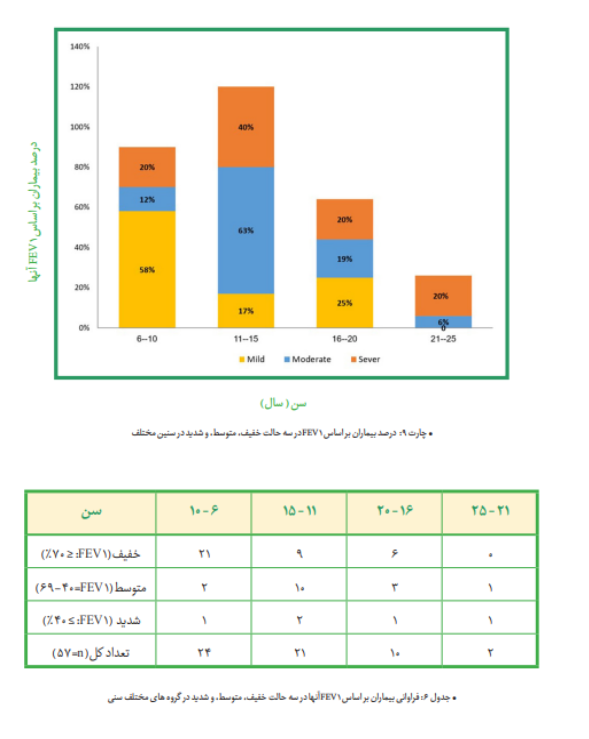 140%
120%
100%
80%
60%
40%
20%
0%
درصد بیماران بر اساس FEV۱ آنها
20%
12%
58%
40%
63%
17%
20%
19%
25%
20%
6%
0
6--10 11--15 16--20 21--25
Mild Moderate Sever
سن ( سال )
• چارت ۹: درصد بیماران بر اساس FEV۱ در سه حالت خفیف، متوسط، و شدید در سنین مختلف
سن ۱۰-۶ ۱۵-۱۱ ۲۰-۱۶ ۲۵-۲۱
خفیف (FEV۱: ≥ ۷۰٪) ۲۱ ۹ ۶ ۰
متوسط (FEV۱=۴۰-۶۹) ۲ ۱۰ ۳ ۱
شدید (FEV۱: ≤ ۴۰٪) ۱ ۲ ۱ ۱
تعداد کل (n=۵۷) ۲۴ ۲۱ ۱۰ ۲
• جدول ۶: فراوانی بیماران بر اساس FEV۱ آنها در سه حالت خفیف، متوسط، و شدید در گروه های مختلف سنی